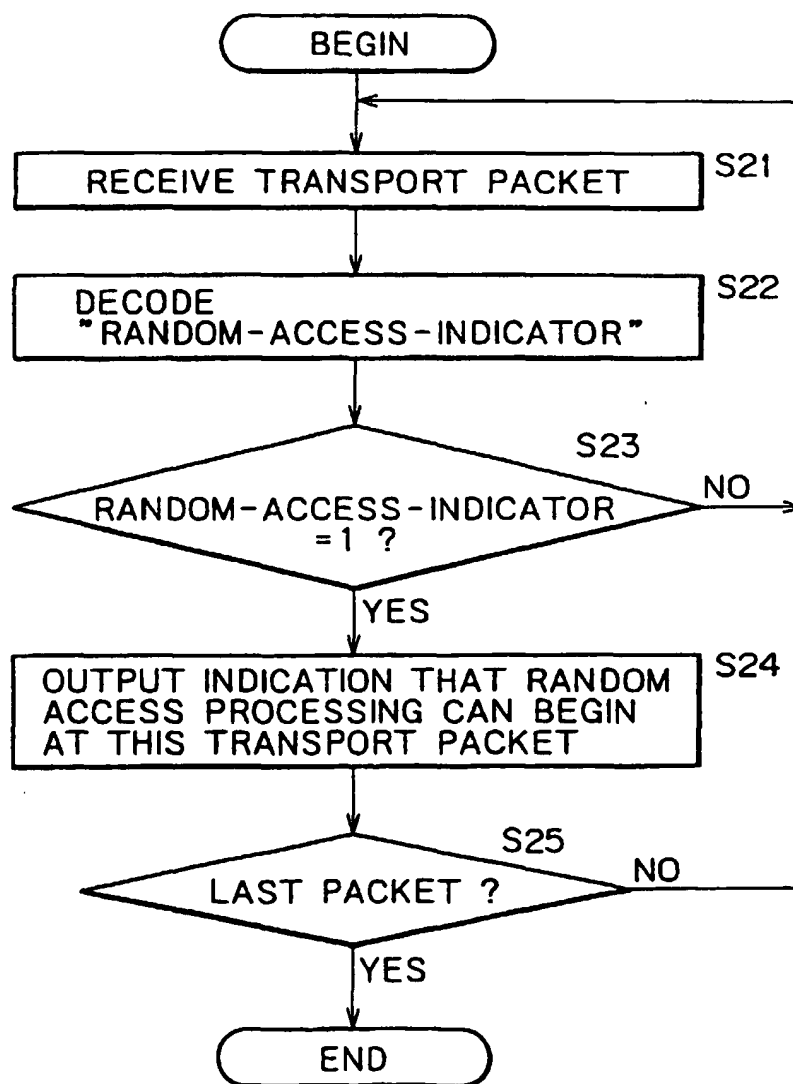 BEGIN
RECEIVE TRANSPORT PACKET
S21
DECODE
"RANDOM-ACCESS-INDICATOR"
S22
S23
RANDOM-ACCESS-INDICATOR
=1 ?
NO
YES
OUTPUT INDICATION THAT RANDOM
ACCESS PROCESSING CAN BEGIN
AT THIS TRANSPORT PACKET
S24
S25
LAST PACKET ?
NO
YES
END